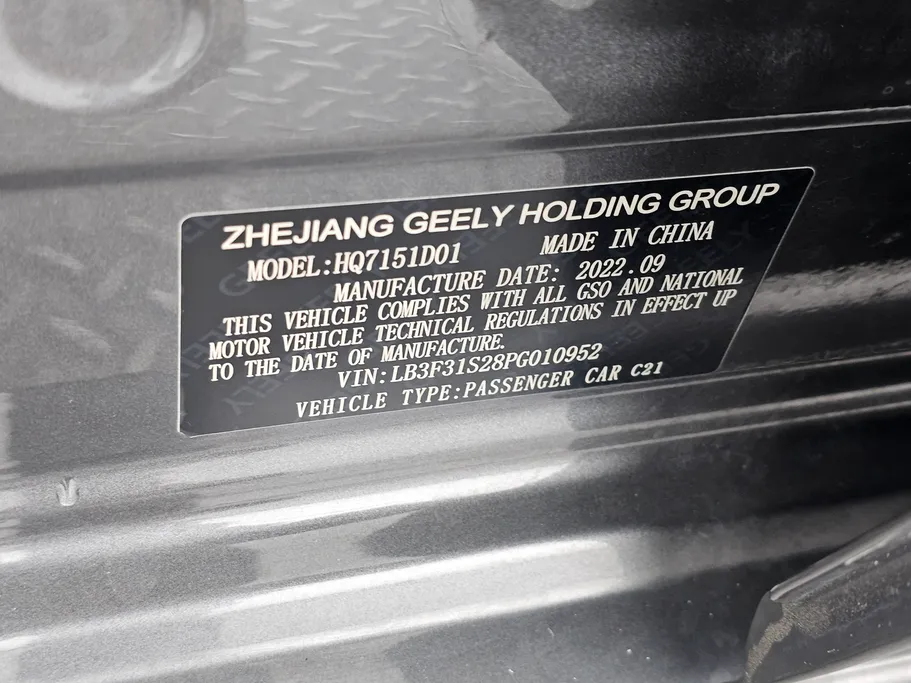 ZHEJIANG GEELY HOLDING GROUP
MODEL:HQ7151D01 MADE IN CHINA
MANUFACTURE DATE: 2022.09
THIS VEHICLE COMPLIES WITH ALL GSO AND NATIONAL
MOTOR VEHICLE TECHNICAL REGULATIONS IN EFFECT UP
TO THE DATE OF MANUFACTURE.
VIN:LB3F31S28PG010952
VEHICLE TYPE:PASSENGER CAR C21